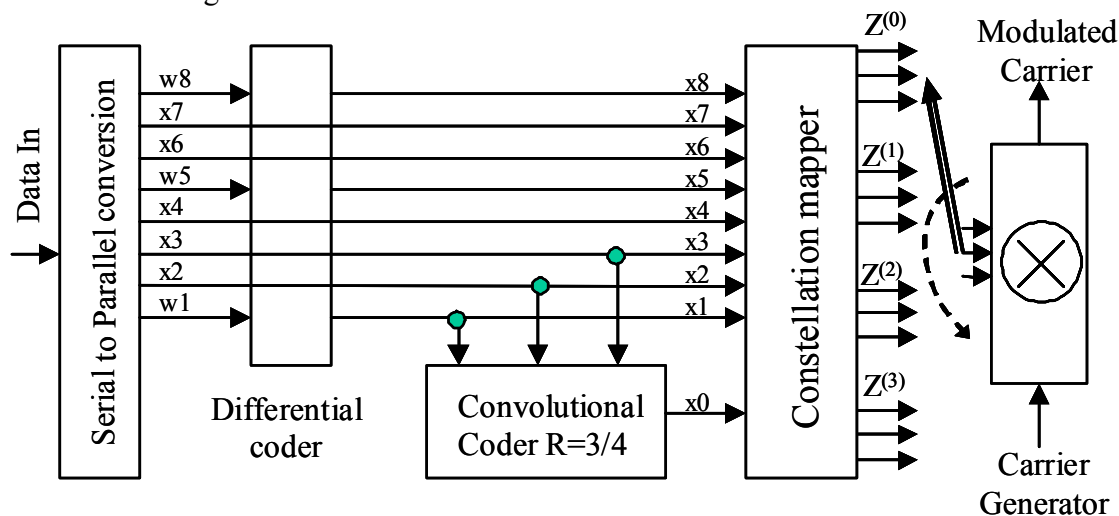 Data In
Serial to Parallel conversion
w8
x7
x6
w5
x4
x3
x2
w1
Differential
coder
x8
x7
x6
x5
x4
x3
x2
x1
Convolutional
Coder R=3/4
x0
Constellation mapper
Z(0)
Z(1)
Z(2)
Z(3)
Modulated
Carrier
Carrier
Generator